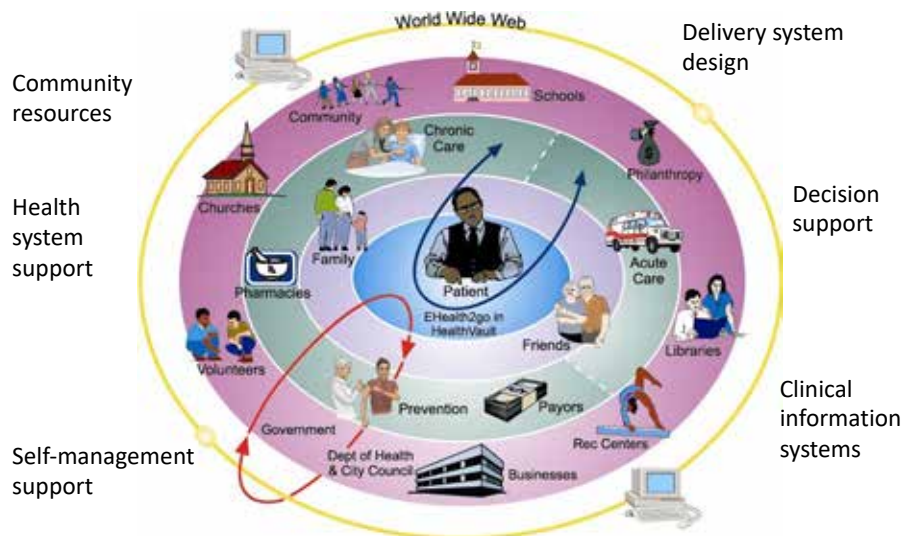 World Wide Web
Delivery system
design
Community
resources
Schools
Community
Chronic
Care
Philanthropy
Churches
Decision
support
Health
system
support
Family
Acute
Care
Patient
Pharmacies
EHealth2go in
HealthVault
Friends
Libraries
Volunteers
Prevention
Payors
Clinical
information
systems
Government
Rec Centers
Self-management
support
Dept of Health
& City Council
Businesses
$